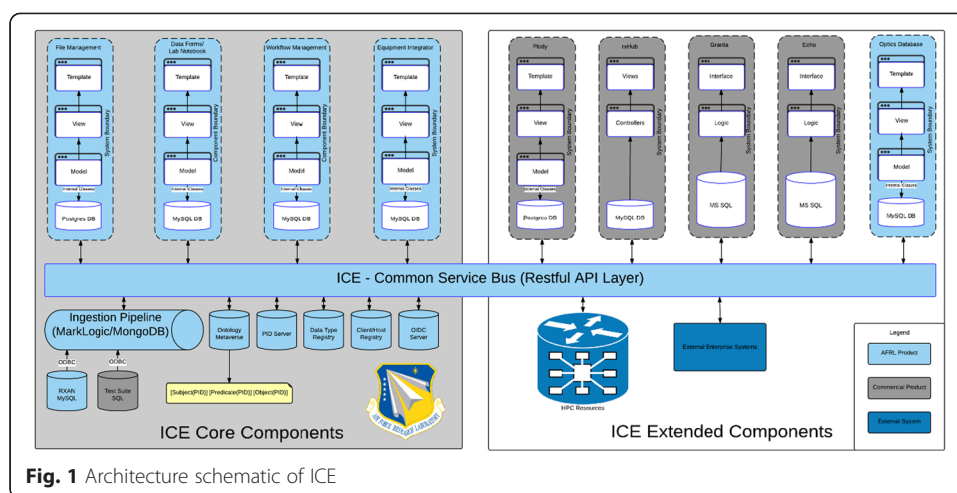 File Management
Data Forms/
Lab Notebook
Workflow Management
Equipment Integrator
Template
View
Model
Internal Classes
Postgres DB
System Boundary
Template
View
Model
Internal Classes
MySQL DB
Component Boundary
Template
View
Model
Internal Classes
MySQL DB
Component Boundary
Template
View
Model
Internal Classes
MySQL DB
System Boundary
Plody
rxHub
Granta
Echo
Optics Database
Template
View
Model
Internal Classes
Postgres DB
System Boundary
Views
Controllers
MySQL DB
System Boundary
Interface
Logic
MS SQL
System Boundary
Interface
Logic
MS SQL
System Boundary
Template
View
Model
Internal Classes
MySQL DB
System Boundary
ICE - Common Service Bus (Restful API Layer)
Ingestion Pipeline
(MarkLogic/MongoDB)
Ontology
Metaverse
PID Server
Data Type
Registry
Client/Host
Registry
OIDC
Server
ODBC
ODBC
RXAN
MySQL
Test Suite
SQL
[Subject(PID)] [Predicate(PID)] [Object(PID)]
AIR FORCE RESEARCH LABORATORY
ICE Core Components
HPC Resources
External Enterprise Systems
ICE Extended Components
Legend
AFRL Product
Commercial Product
External System
Fig. 1 Architecture schematic of ICE